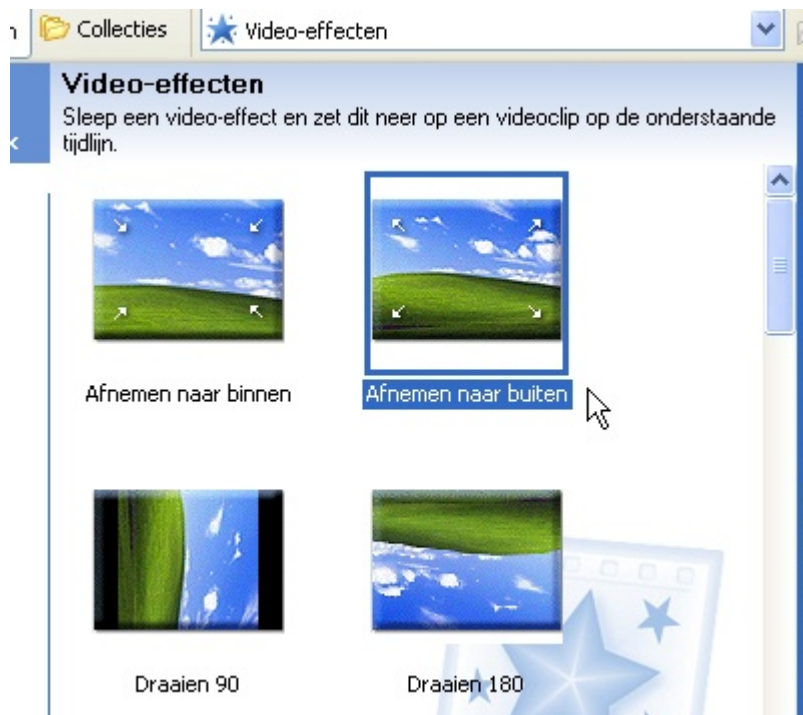 Collecties
Video-effecten
Video-effecten
Sleep een video-effect en zet dit neer op een videoclip op de onderstaande
tijdlijn.
Afnemen naar binnen
Afnemen naar buiten
Draaien 90
Draaien 180